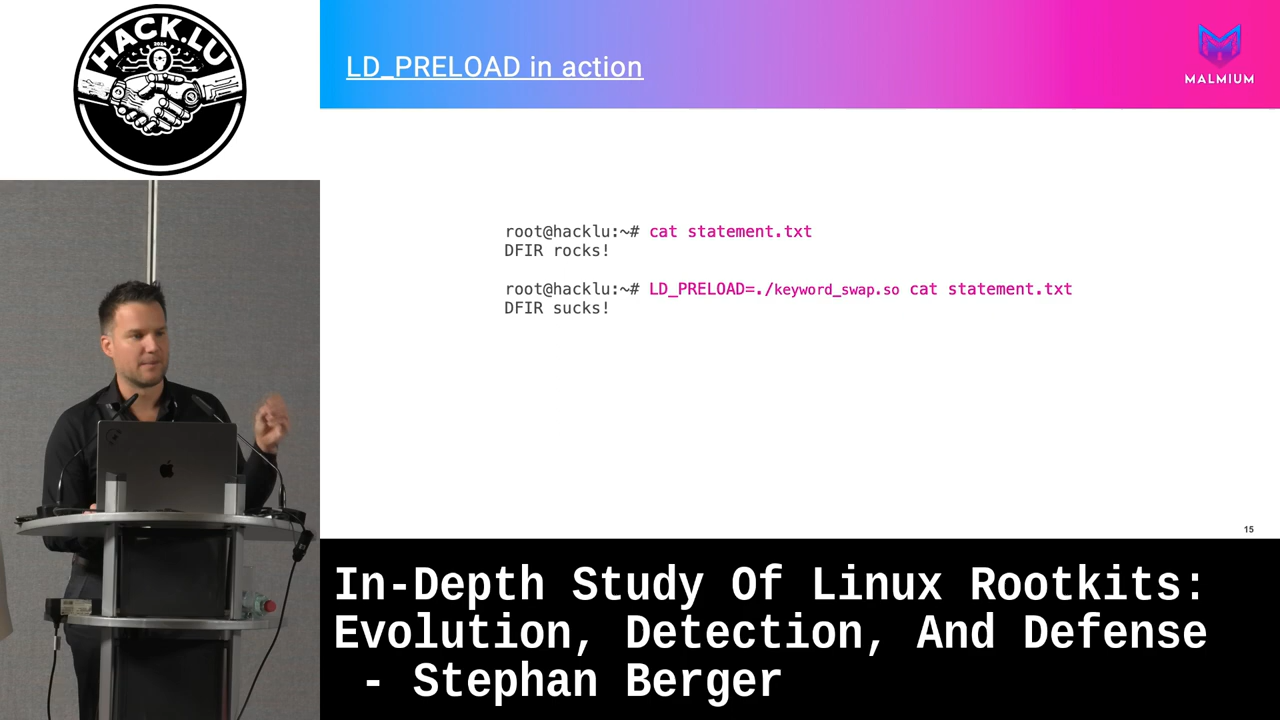 HACK.LU
2024
LD_PRELOAD in action
MALMIUM
root@hacklu:~# cat statement.txt
DFIR rocks!
root@hacklu:~# LD_PRELOAD=./keyword_swap.so cat statement.txt
DFIR sucks!
15
In-Depth Study Of Linux Rootkits:
Evolution, Detection, And Defense
- Stephan Berger